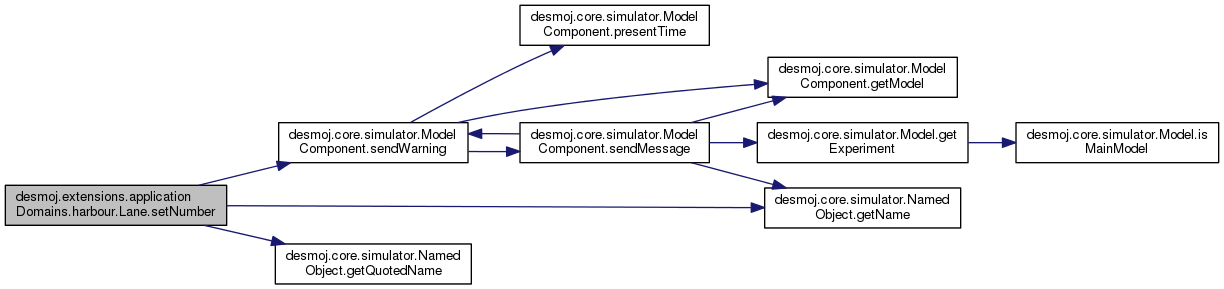 desmoj.core.simulator.Model
Component.presentTime
desmoj.core.simulator.Model
Component.getModel
desmoj.core.simulator.Model
Component.sendWarning
desmoj.core.simulator.Model
Component.sendMessage
desmoj.core.simulator.Model.get
Experiment
desmoj.core.simulator.Model.is
MainModel
desmoj.extensions.application
Domains.harbour.Lane.setNumber
desmoj.core.simulator.Named
Object.getName
desmoj.core.simulator.Named
Object.getQuotedName